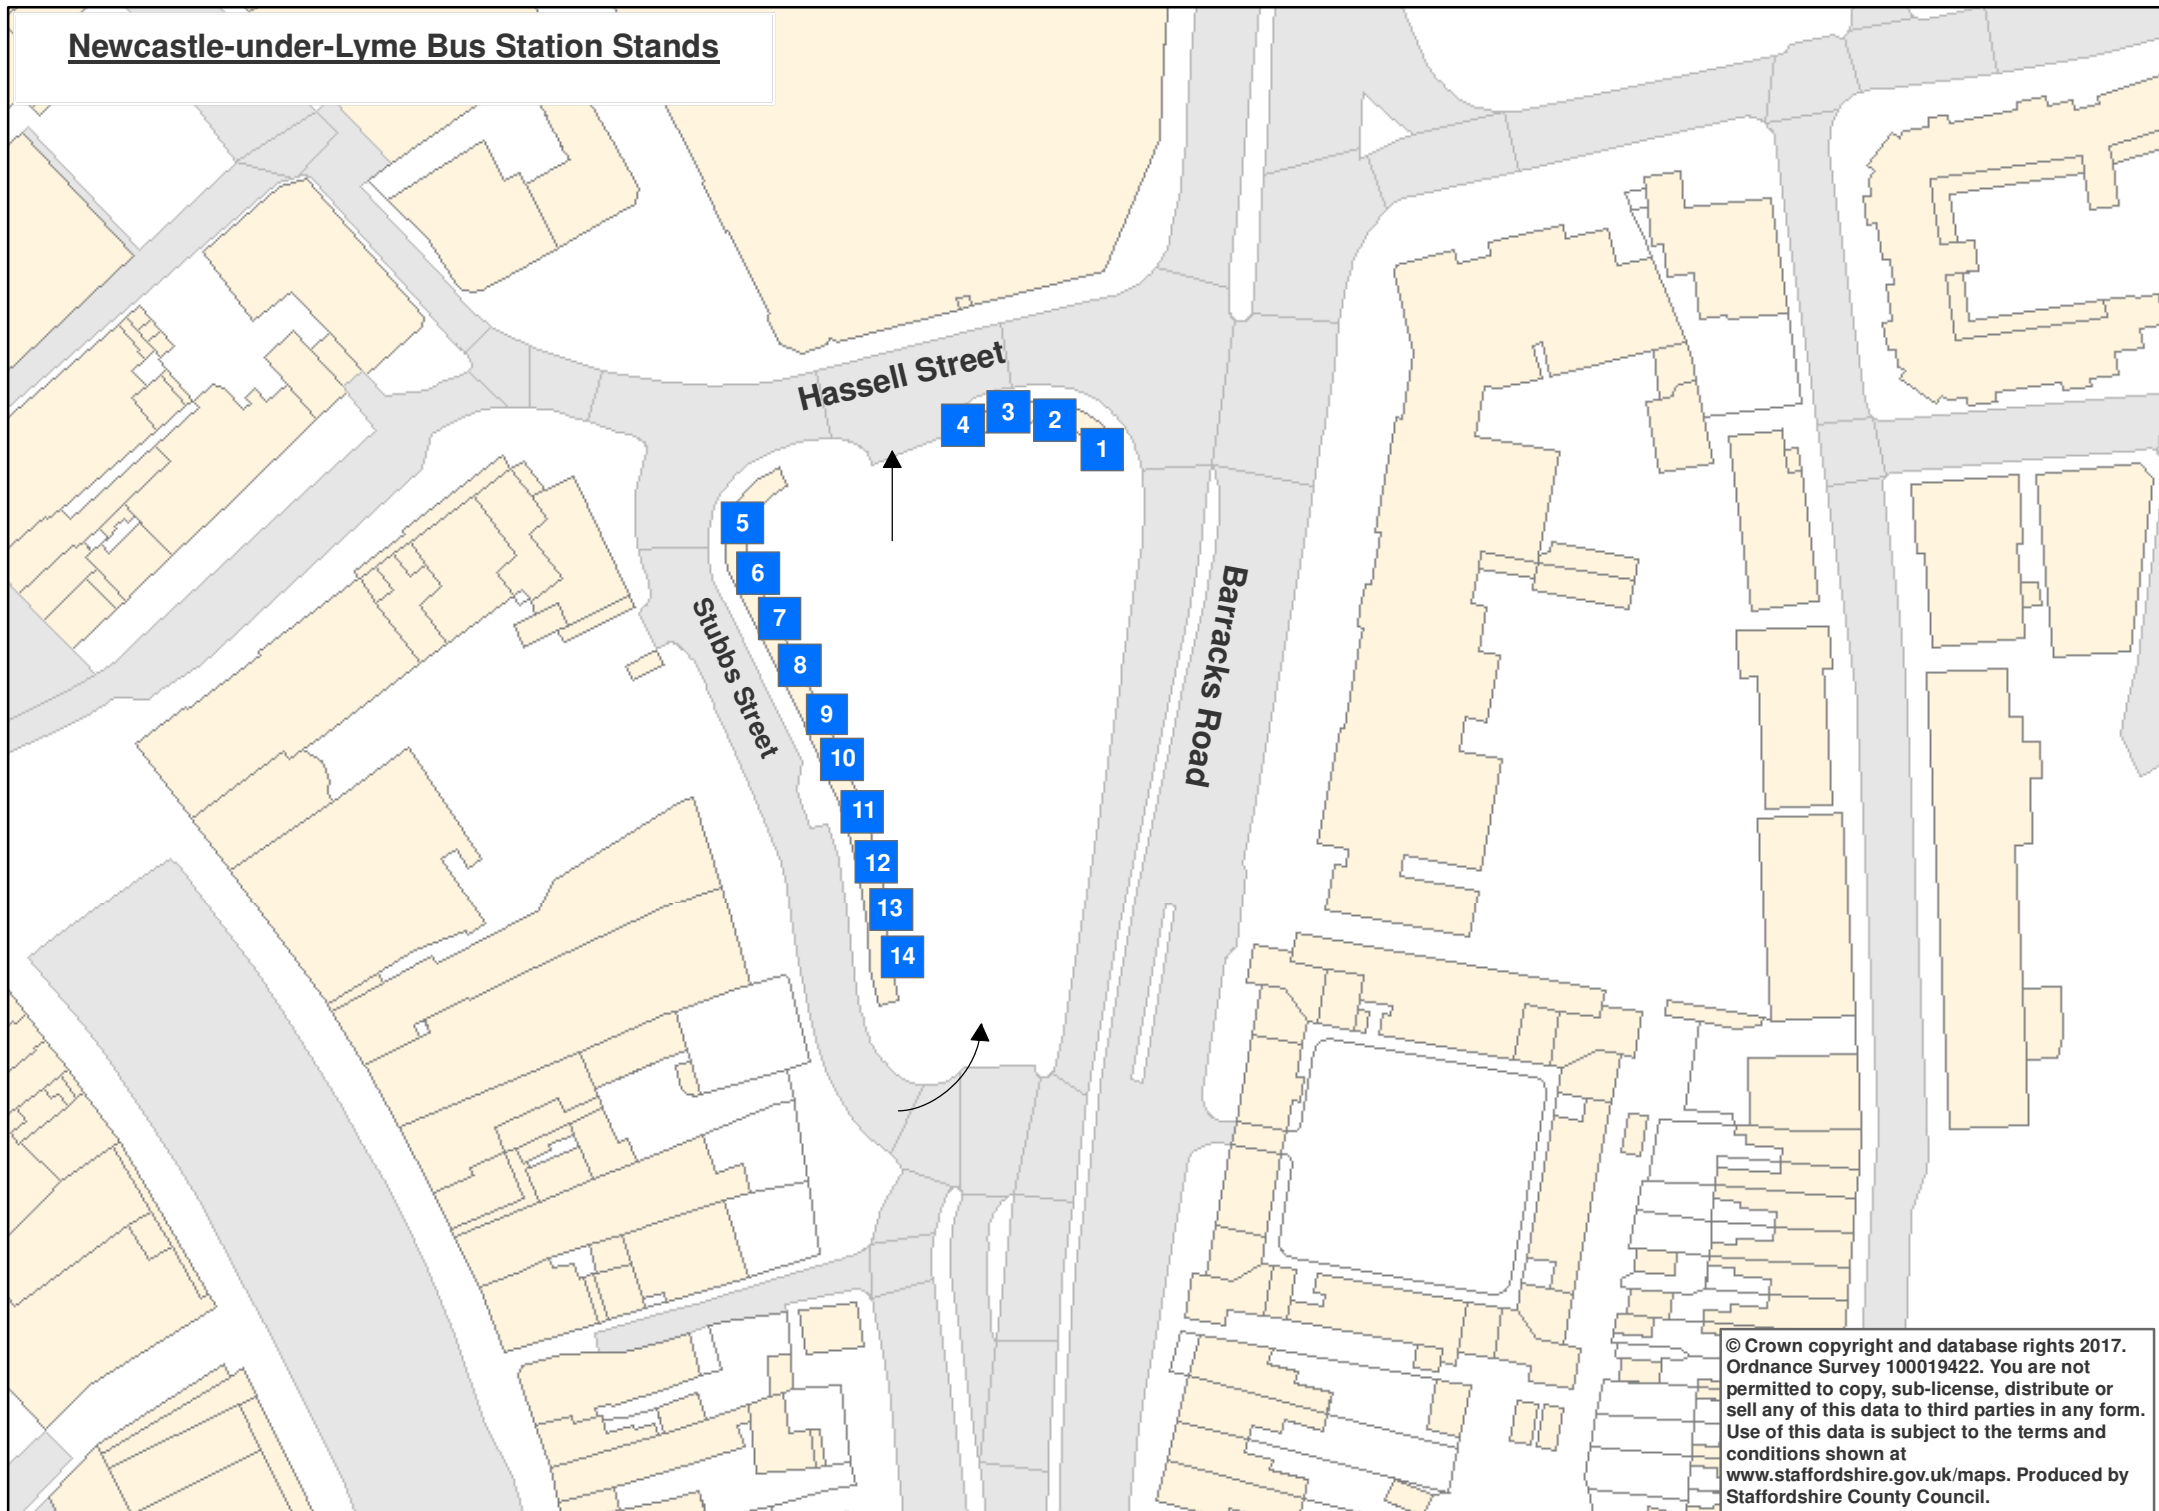 Newcastle-under-Lyme Bus Station Stands
Hassell Street
4
3
2
1
5
6
7
8
9
10
11
12
13
14
Stubbs Street
Barracks Road
© Crown copyright and database rights 2017.
Ordnance Survey 100019422. You are not
permitted to copy, sub-license, distribute or
sell any of this data to third parties in any form.
Use of this data is subject to the terms and
conditions shown at
www.staffordshire.gov.uk/maps. Produced by
Staffordshire County Council.